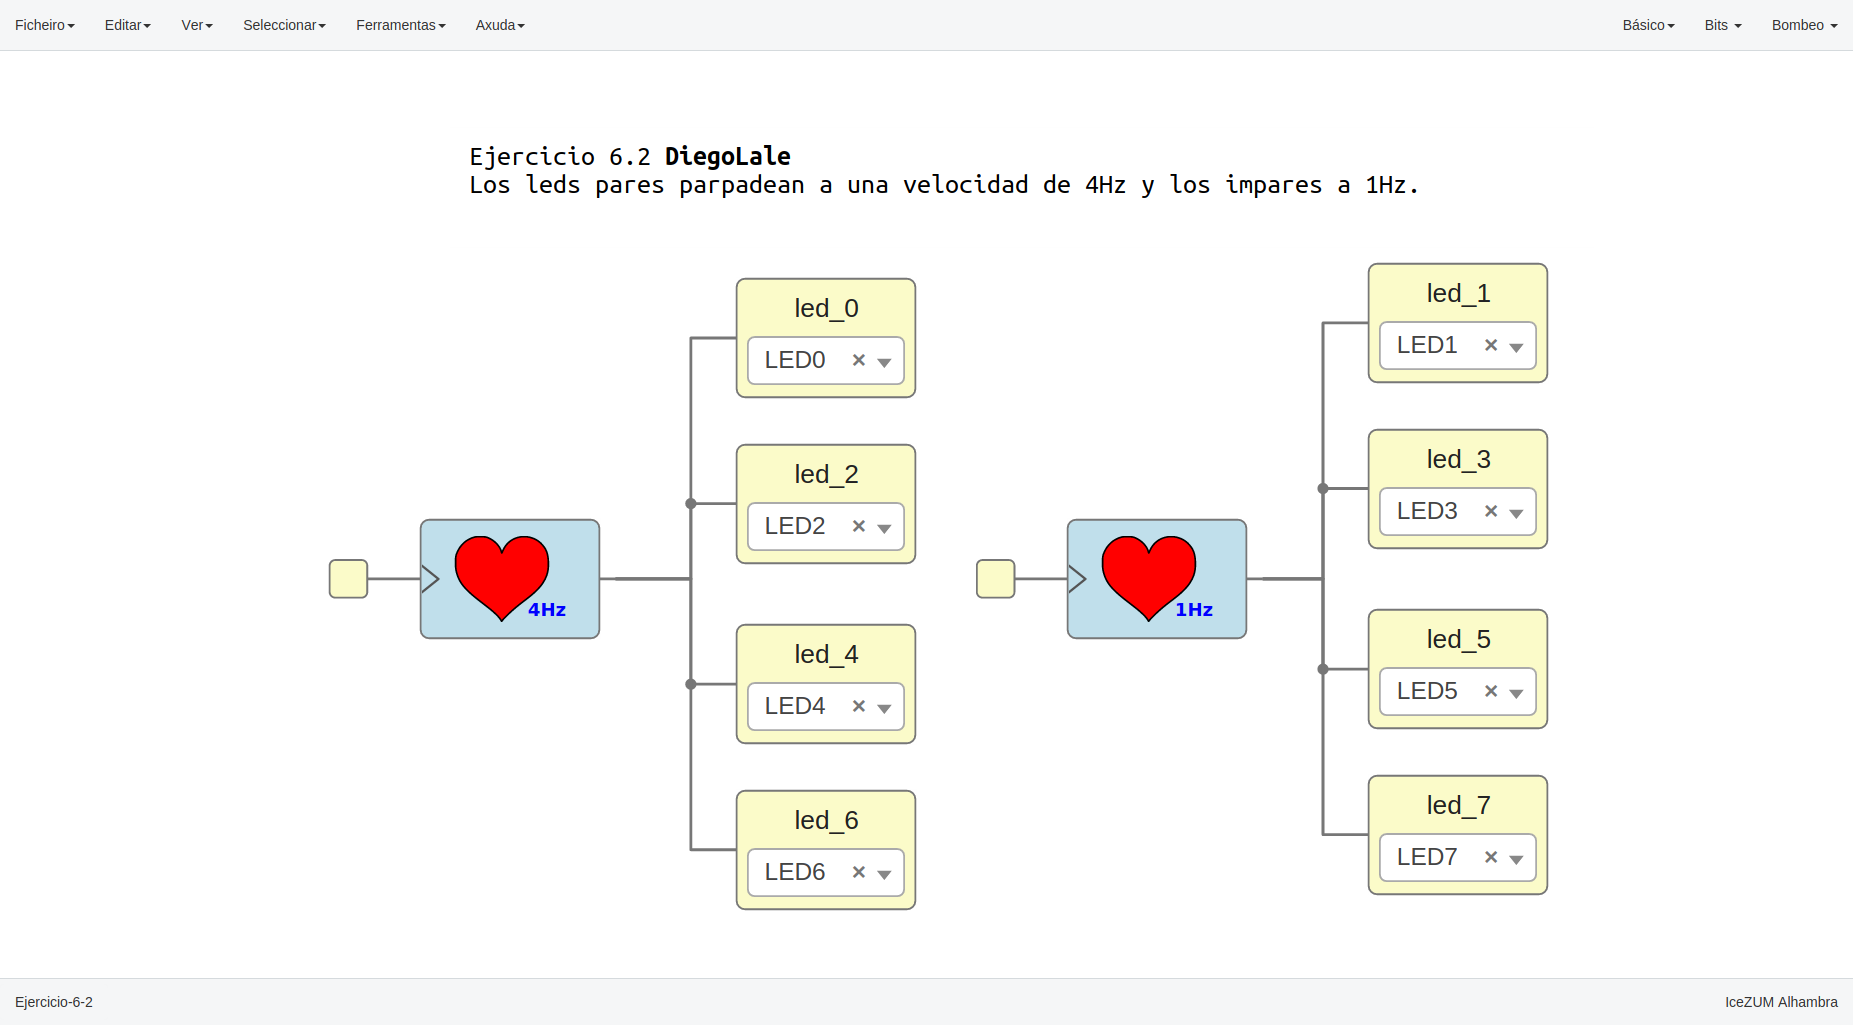 Ficheiro Editar Ver Seleccionar Ferramentas Axuda Básico Bits Bombeo
Ejercicio 6.2 DiegoLale
Los leds pares parpadean a una velocidad de 4Hz y los impares a 1Hz.
led_0
LED0
led_2
LED2
4Hz
led_4
LED4
led_6
LED6
led_1
LED1
led_3
LED3
1Hz
led_5
LED5
led_7
LED7
Ejercicio-6-2
IceZUM Alhambra